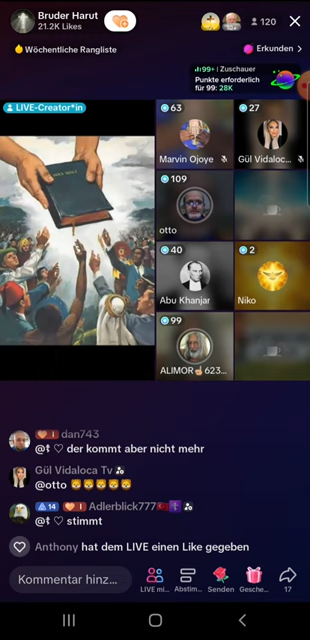 Bruder Harut
21.2K Likes
120
Wöchentliche Rangliste
Erkunden >
99+ | Zuschauer
Punkte erforderlich
für 99: 28K
LIVE-Creator*in
HOLY BIBLE
63
Marvin Ojoye
27
Gül Vidaloc...
109
otto
40
Abu Khanjar
2
Niko
99
ALIMOR☝623...
dan743
der kommt aber nicht mehr
Gül Vidaloca Tv
@otto 🦁🦁🦁🦁🦁
14 Adlerblick777
stimmt
Anthony hat dem LIVE einen Like gegeben
Kommentar hinz...
LIVE mi...
Abstim...
Senden
Gesche...
17